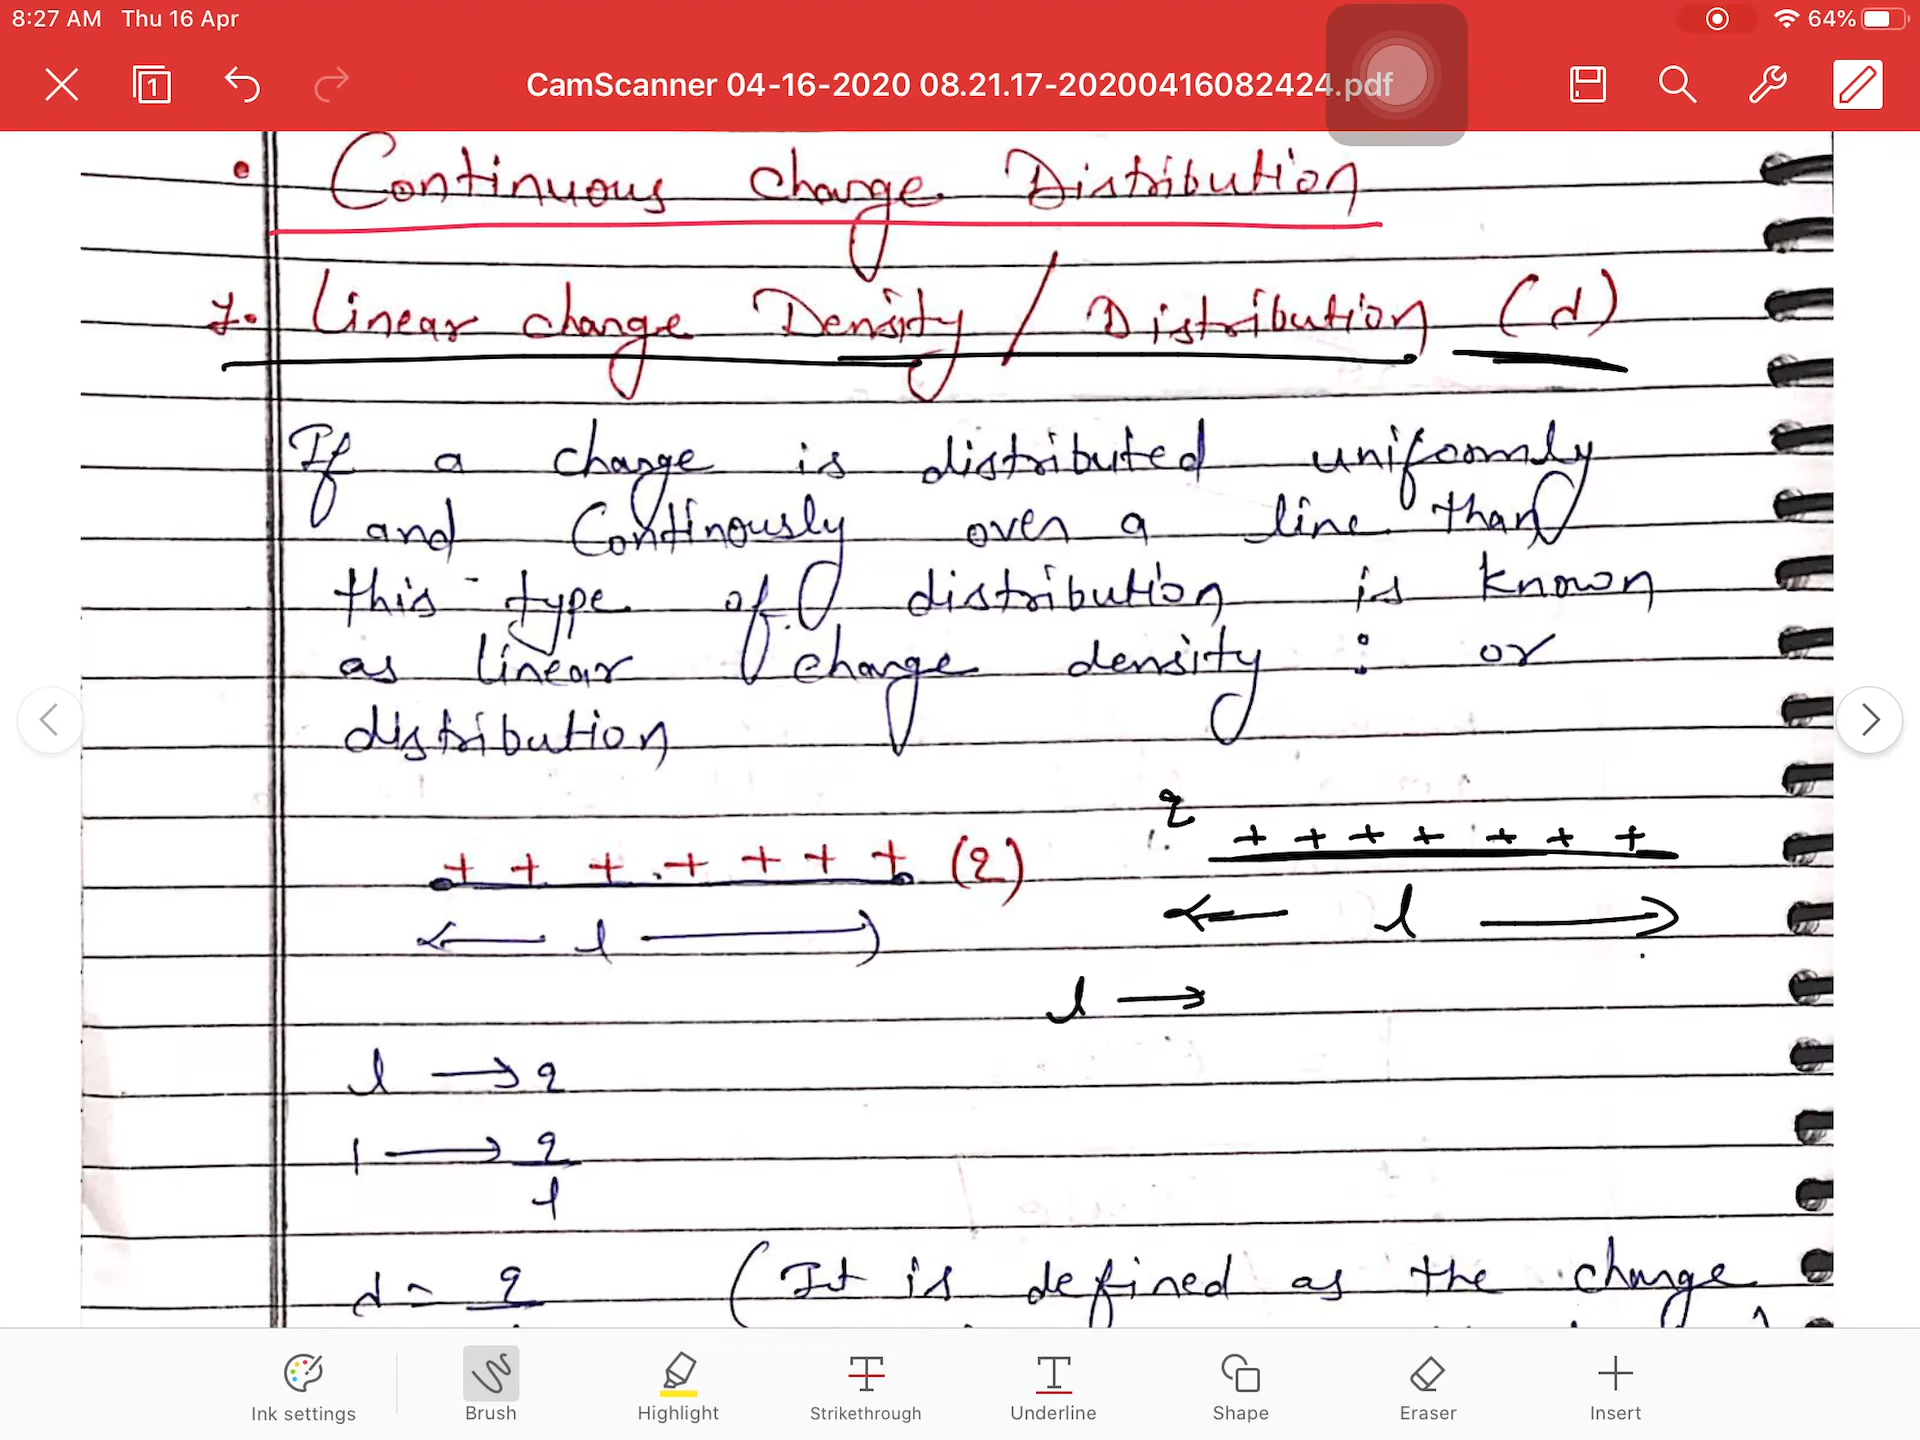 8:27 AM Thu 16 Apr
64%
1
CamScanner 04-16-2020 08.21.17-20200416082424.pdf
• Continuous charge Distribution
1. Linear charge Density / Distribution (λ)
If a charge is distributed uniformly
and Continously over a line than
this type of distribution is known
as linear charge density : or
distribution
q
+ + + + + + +
+ + + + + + + (q)
l
l
l →
l → q
1 → q/l
λ = q (It is defined as the charge
Ink settings Brush Highlight Strikethrough Underline Shape Eraser Insert